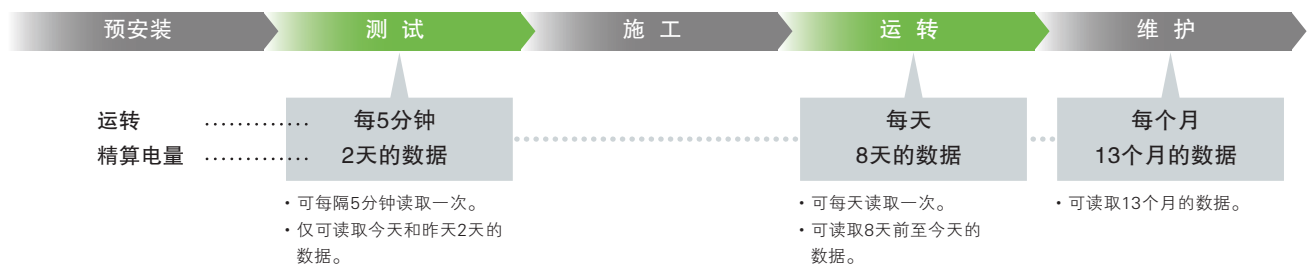 预安装
测 试
施 工
运 转
维 护
运转 ............. 每5分钟 每天 每个月
精算电量 ............. 2天的数据 8天的数据 13个月的数据
・可每隔5分钟读取一次。
・仅可读取今天和昨天2天的
数据。
・可每天读取一次。
・可读取8天前至今天的
数据。
・可读取13个月的数据。